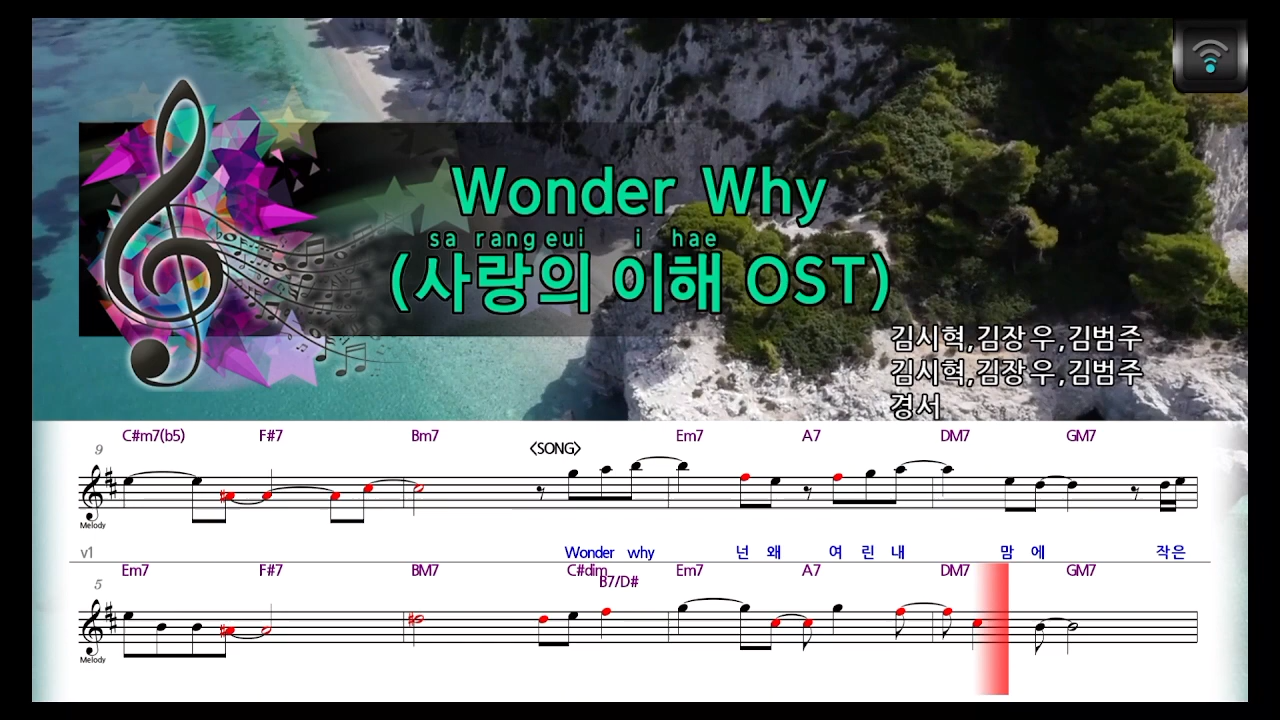 Wonder Why
sa rang eui i hae
(사랑의 이해 OST)
김시혁,김장우,김범주
김시혁,김장우,김범주
경서
C#m7(b5) F#7 Bm7 Em7 A7 DM7 GM7
<SONG>
9
Melody
v1 Wonder why 넌 왜 여 린 내 맘 에 작은
Em7 F#7 BM7 C#dim Em7 A7 DM7 GM7
B7/D#
5
Melody